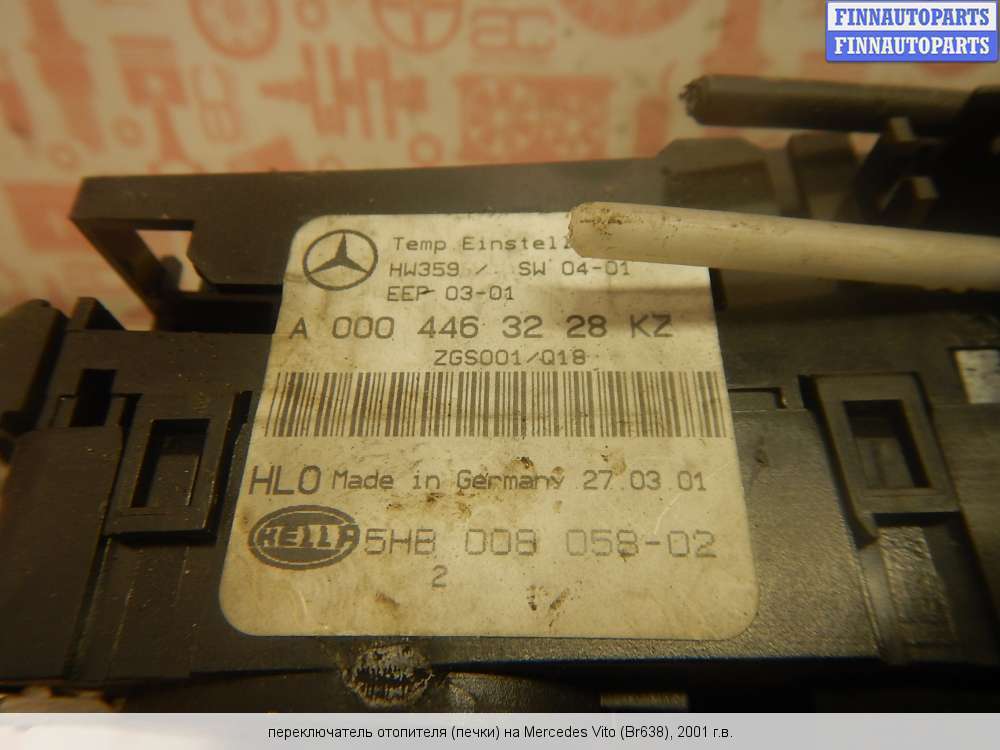 FINNAUTOPARTS
FINNAUTOPARTS
Temp Einstell
HW359 / SW 04-01
EEP 03-01
A 000 446 32 28 KZ
ZGS001/Q18
HLO Made in Germany 27.03.01
HELLA 5HB 008 058-02
2
переключатель отопителя (печки) на Mercedes Vito (Br638), 2001 г.в.